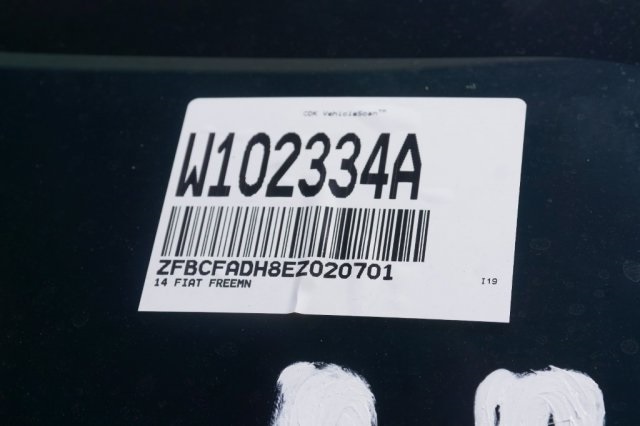 CDK VehicleScan™
W102334A
ZFBCFADH8EZ020701
14 FIAT FREEMN
I19